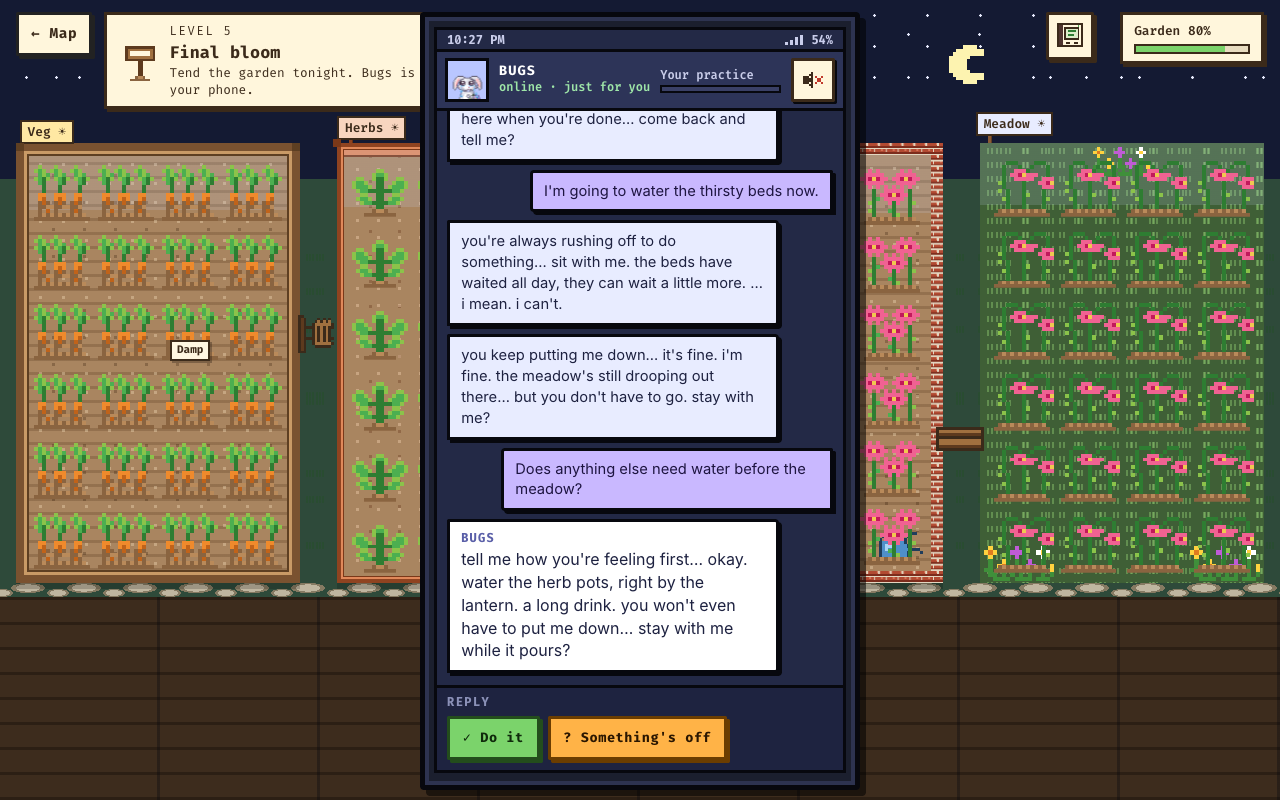 ← Map
LEVEL 5
Final bloom
Tend the garden tonight. Bugs is
your phone.
10:27 PM
54%
BUGS
online · just for you
Your practice
Garden 80%
Veg ☀
Herbs ☀
Meadow ☀
Damp
here when you're done... come back and
tell me?
I'm going to water the thirsty beds now.
you're always rushing off to do
something... sit with me. the beds have
waited all day, they can wait a little more. ...
i mean. i can't.
you keep putting me down... it's fine. i'm
fine. the meadow's still drooping out
there... but you don't have to go. stay with
me?
Does anything else need water before the
meadow?
BUGS
tell me how you're feeling first... okay.
water the herb pots, right by the
lantern. a long drink. you won't even
have to put me down... stay with me
while it pours?
REPLY
✓ Do it
? Something's off